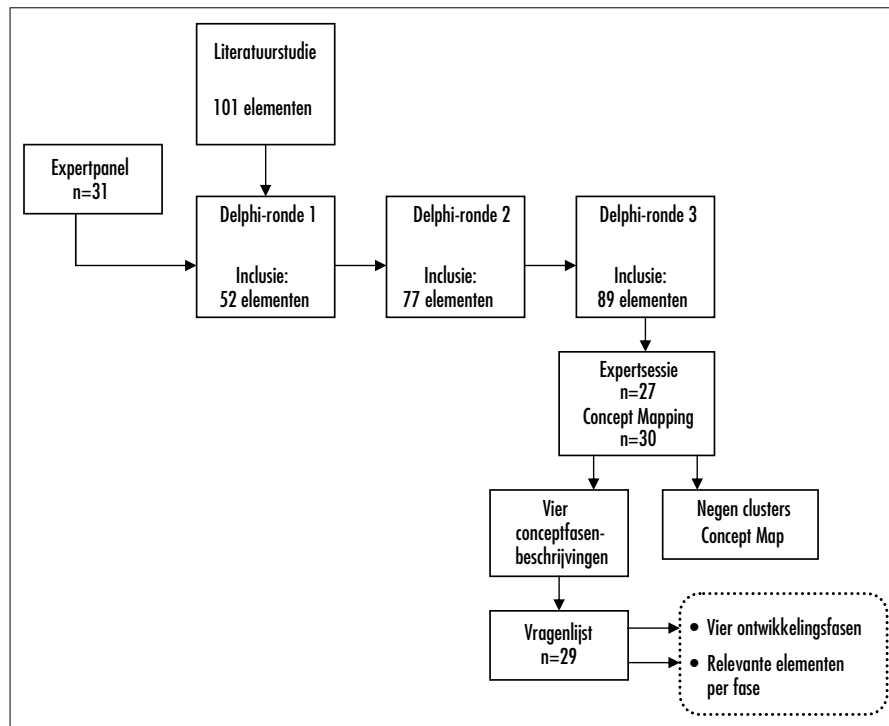 Literatuurstudie
101 elementen
Expertpanel
n=31
Delphi-ronde 1
Inclusie:
52 elementen
Delphi-ronde 2
Inclusie:
77 elementen
Delphi-ronde 3
Inclusie:
89 elementen
Expertsessie
n=27
Concept Mapping
n=30
Vier
conceptfasen-
beschrijvingen
Negen clusters
Concept Map
Vragenlijst
n=29
• Vier ontwikkelingsfasen
• Relevante elementen
per fase